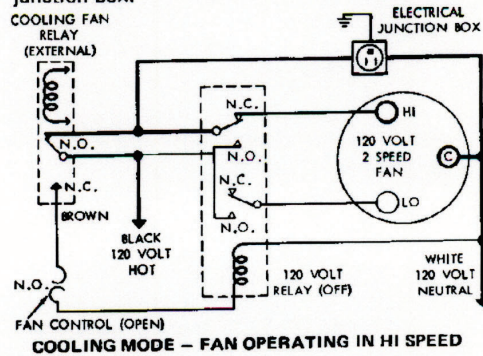 junction box.
COOLING FAN
RELAY
(EXTERNAL)
ELECTRICAL
JUNCTION BOX
N.C.
HI
N.O.
N.O.
120 VOLT
2 SPEED
FAN
C
N.C.
N.C.
LO
BROWN
N.O.
BLACK
120 VOLT
HOT
N.O.
120 VOLT
RELAY (OFF)
WHITE
120 VOLT
NEUTRAL
FAN CONTROL (OPEN)
COOLING MODE – FAN OPERATING IN HI SPEED